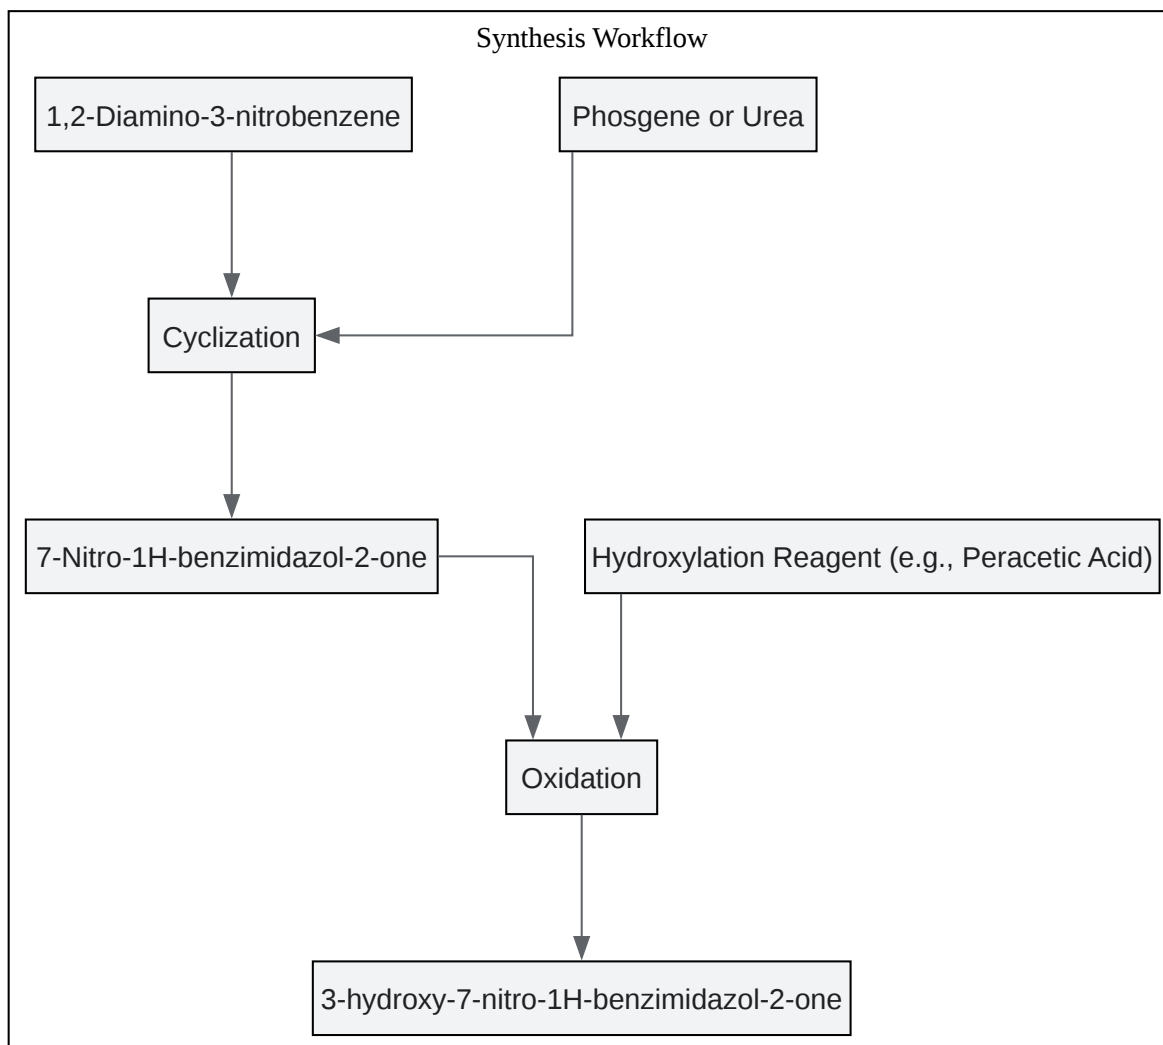 Synthesis Workflow
1,2-Diamino-3-nitrobenzene
Phosgene or Urea
Cyclization
7-Nitro-1H-benzimidazol-2-one
Hydroxylation Reagent (e.g., Peracetic Acid)
Oxidation
3-hydroxy-7-nitro-1H-benzimidazol-2-one